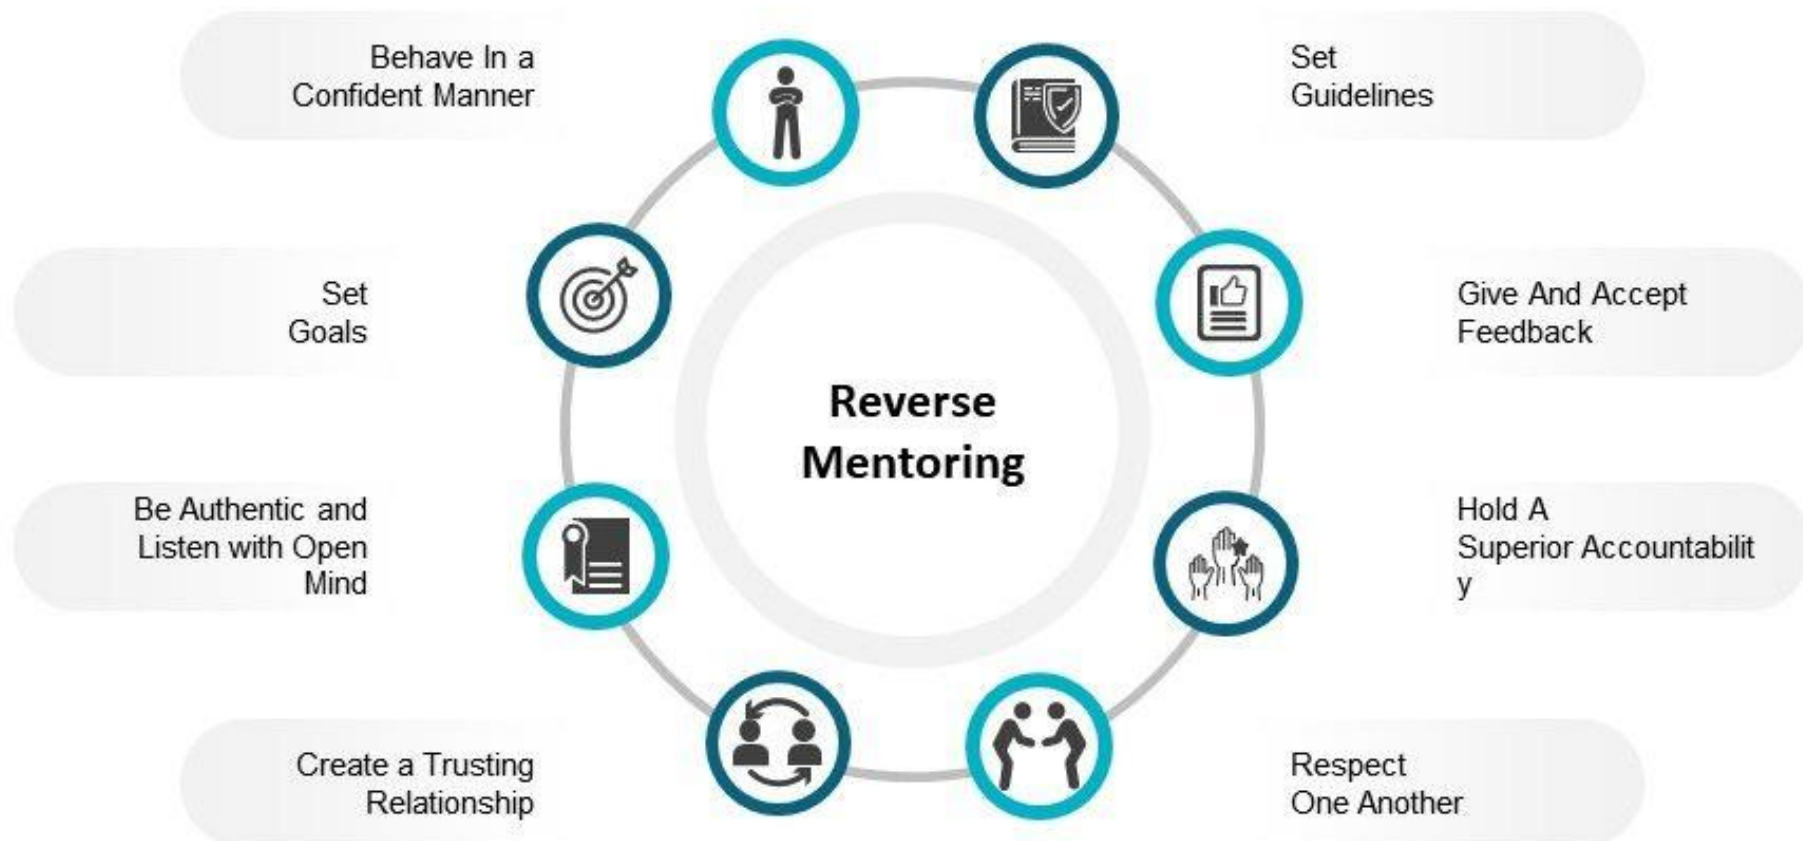 Behave In a
Confident Manner
Set
Guidelines
Set
Goals
Give And Accept
Feedback
Reverse
Mentoring
Be Authentic and
Listen with Open
Mind
Hold A
Superior Accountabilit
y
Create a Trusting
Relationship
Respect
One Another